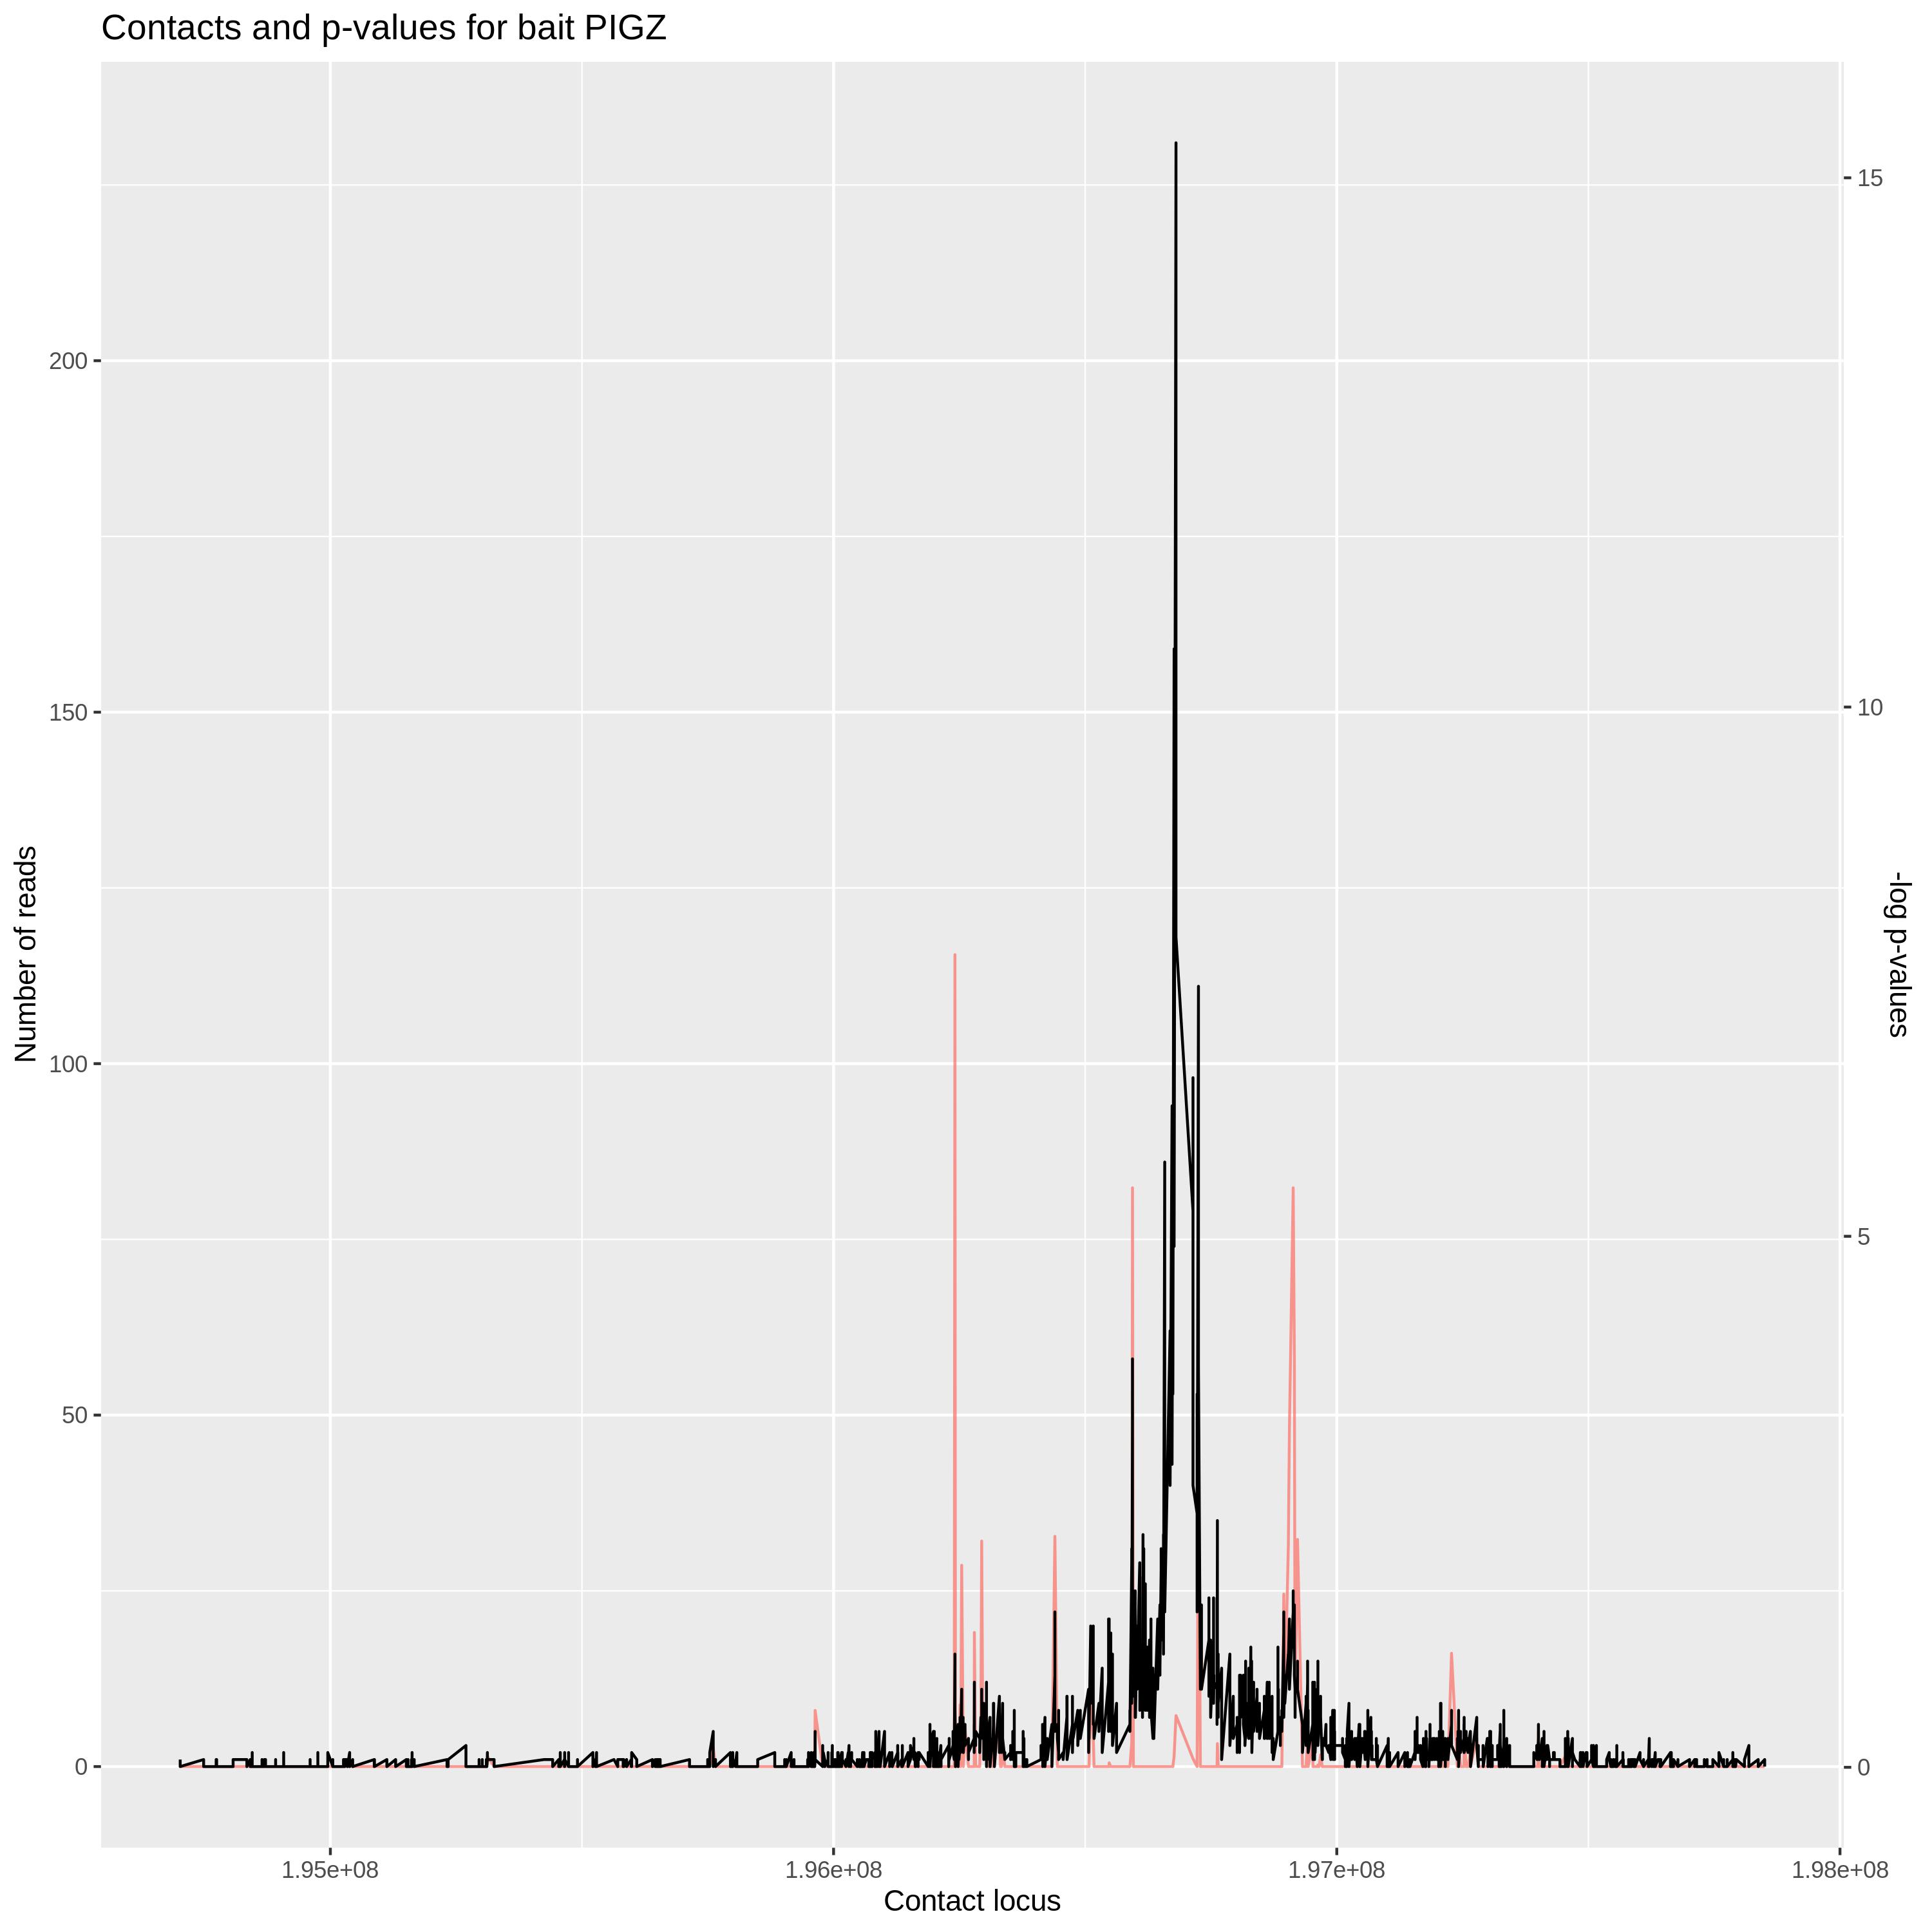 Contacts and p-values for bait PIGZ
200
150
100
50
0
15
10
5
0
Number of reads
-log p-values
1.95e+08
1.96e+08
1.97e+08
1.98e+08
Contact locus